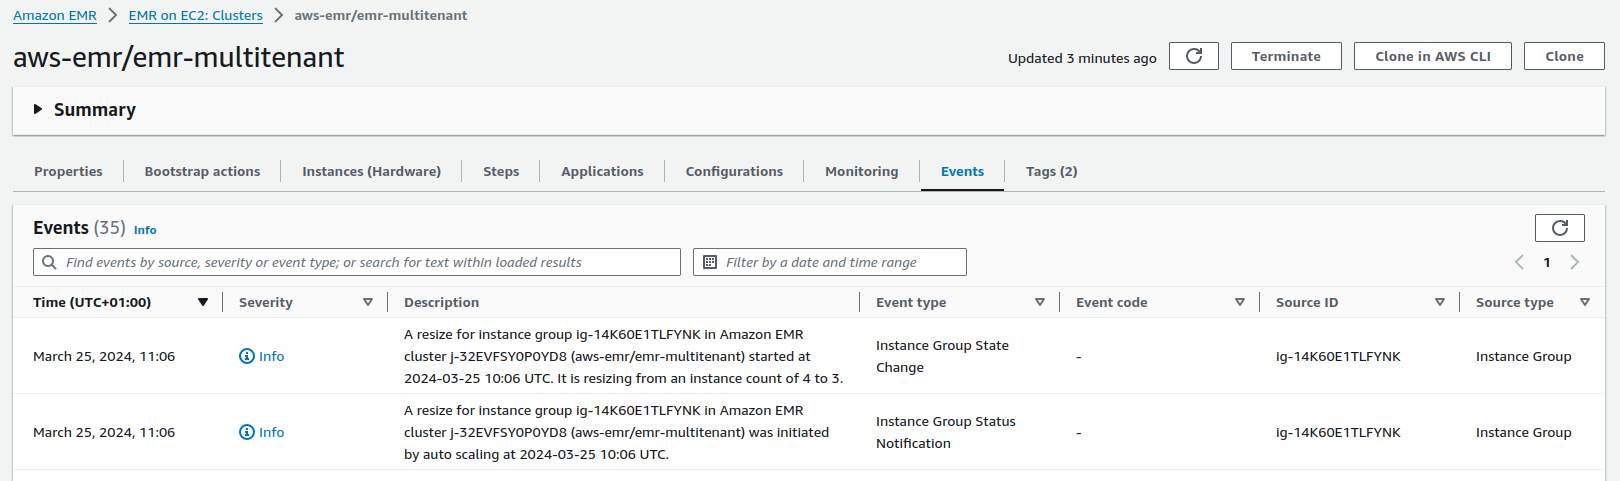 Amazon EMR > EMR on EC2: Clusters > aws-emr/emr-multitenant
aws-emr/emr-multitenant
Updated 3 minutes ago
Terminate
Clone in AWS CLI
Clone
Summary
Properties
Bootstrap actions
Instances (Hardware)
Steps
Applications
Configurations
Monitoring
Events
Tags (2)
Events (35) Info
Find events by source, severity or event type; or search for text within loaded results
Filter by a date and time range
1
Time (UTC+01:00)
Severity
Description
Event type
Event code
Source ID
Source type
March 25, 2024, 11:06
Info
A resize for instance group ig-14K60E1TLFYNK in Amazon EMR
cluster j-32EVFSY0P0YD8 (aws-emr/emr-multitenant) started at
2024-03-25 10:06 UTC. It is resizing from an instance count of 4 to 3.
Instance Group State
Change
-
ig-14K60E1TLFYNK
Instance Group
March 25, 2024, 11:06
Info
A resize for instance group ig-14K60E1TLFYNK in Amazon EMR
cluster j-32EVFSY0P0YD8 (aws-emr/emr-multitenant) was initiated
by auto scaling at 2024-03-25 10:06 UTC.
Instance Group Status
Notification
-
ig-14K60E1TLFYNK
Instance Group